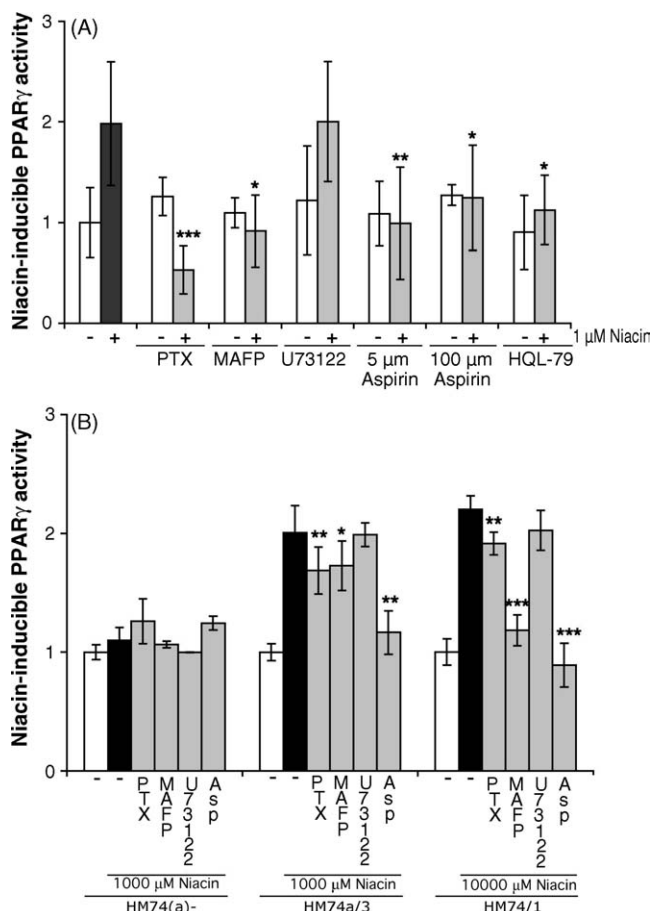 (A)
Niacin-inducible PPARγ activity
3
2
1
0
*** * ** * *
- + - + - + - + - + - + - + 1 µM Niacin
PTX MAFP U73122 5 µm Aspirin 100 µm Aspirin HQL-79
(B)
Niacin-inducible PPARγ activity
3
2
1
0
** * ** ** *** ***
- - PTX MAFP U73122 Asp - - PTX MAFP U73122 Asp - - PTX MAFP U73122 Asp
1000 µM Niacin 1000 µM Niacin 10000 µM Niacin
HM74(a)- HM74a/3 HM74/1